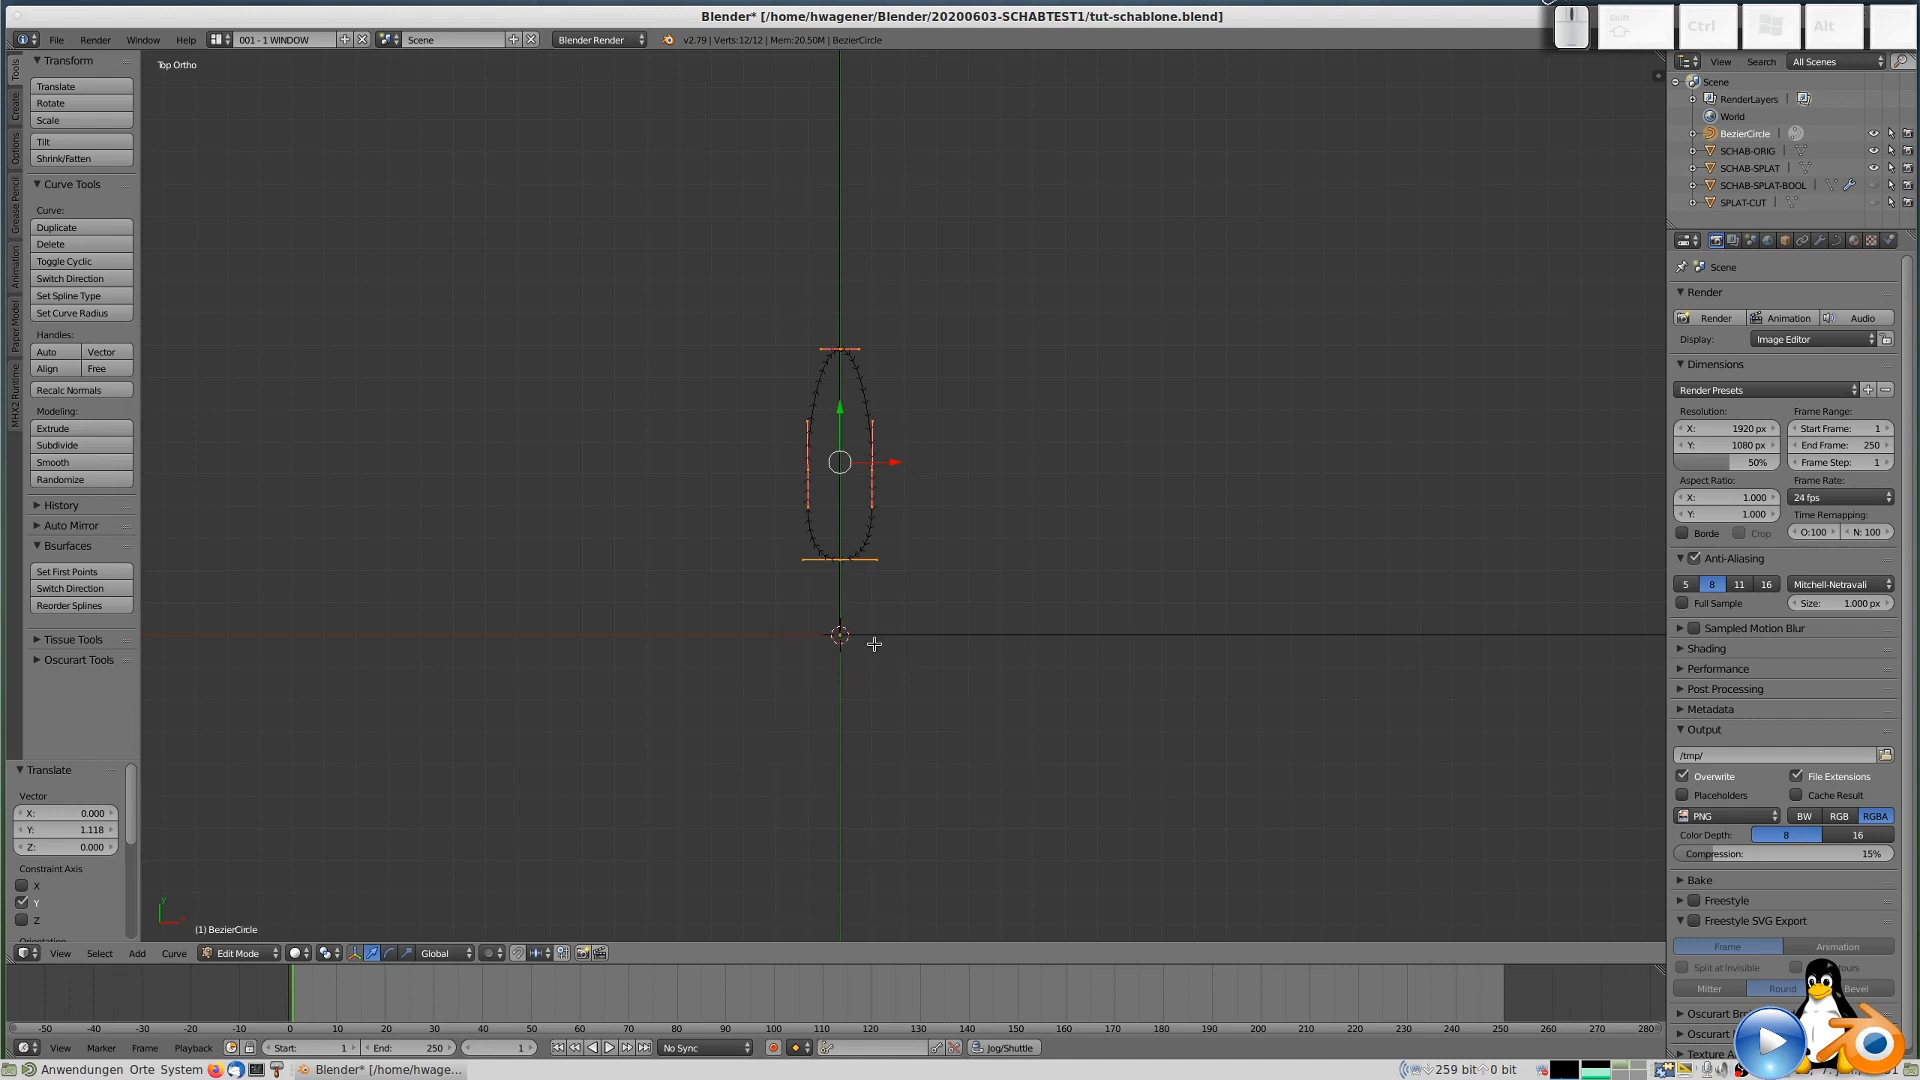 Blender* [/home/hwagener/Blender/20200603-SCHABTEST1/tut-schablone.blend]
Shift Ctrl Alt
File Render Window Help 001 - 1 WINDOW Scene Blender Render v2.79 | Verts:12/12 | Mem:20.50M | BezierCircle
View Search All Scenes
Top Ortho
Tools
Create
Options
Grease Pencil
Animation
Paper Model
MHX2 Runtime
Transform
Translate
Rotate
Scale
Tilt
Shrink/Fatten
Curve Tools
Curve:
Duplicate
Delete
Toggle Cyclic
Switch Direction
Set Spline Type
Set Curve Radius
Handles:
Auto Vector
Align Free
Recalc Normals
Modeling:
Extrude
Subdivide
Smooth
Randomize
History
Auto Mirror
Bsurfaces
Set First Points
Switch Direction
Reorder Splines
Tissue Tools
Oscurart Tools
Translate
Vector
X: 0.000
Y: 1.118
Z: 0.000
Constraint Axis
X
Y
Z
y
(1) BezierCircle
View Select Add Curve Edit Mode Global
-50 -40 -30 -20 -10 0 10 20 30 40 50 60 70 80 90 100 110 120 130 140 150 160 170 180 190 200 210 220 230 240 250 260 270 280
View Marker Frame Playback Start: 1 End: 250 1 No Sync Jog/Shuttle
Anwendungen Orte System Blender* [/home/hwage... 259 bit 0 bit
Scene
RenderLayers
World
BezierCircle
SCHAB-ORIG
SCHAB-SPLAT
SCHAB-SPLAT-BOOL
SPLAT-CUT
Scene
Render
Render Animation Audio
Display: Image Editor
Dimensions
Render Presets
Resolution: Frame Range:
X: 1920 px Start Frame: 1
Y: 1080 px End Frame: 250
50% Frame Step: 1
Aspect Ratio: Frame Rate:
X: 1.000 24 fps
Y: 1.000 Time Remapping:
Borde Crop O:100 N: 100
Anti-Aliasing
5 8 11 16 Mitchell-Netravali
Full Sample Size: 1.000 px
Sampled Motion Blur
Shading
Performance
Post Processing
Metadata
Output
/tmp/
Overwrite File Extensions
Placeholders Cache Result
PNG BW RGB RGBA
Color Depth: 8 16
Compression: 15%
Bake
Freestyle
Freestyle SVG Export
Frame Animation
Split at Invisible
Mitter Round Bevel
Oscurart
Oscurart
Texture